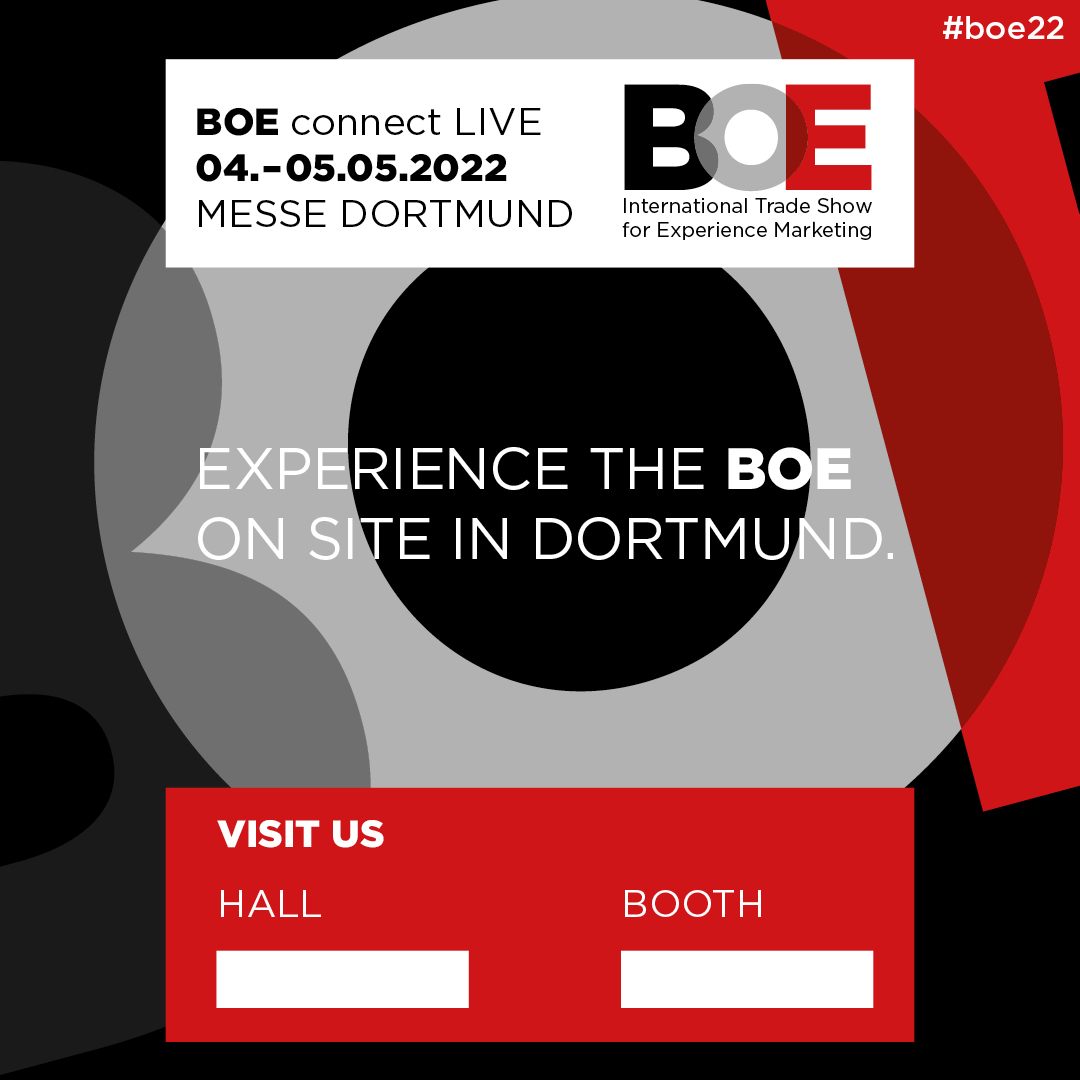 #boe22
BOE connect LIVE
04.–05.05.2022
MESSE DORTMUND
BOE
International Trade Show
for Experience Marketing
EXPERIENCE THE BOE
ON SITE IN DORTMUND.
VISIT US
HALL
BOOTH